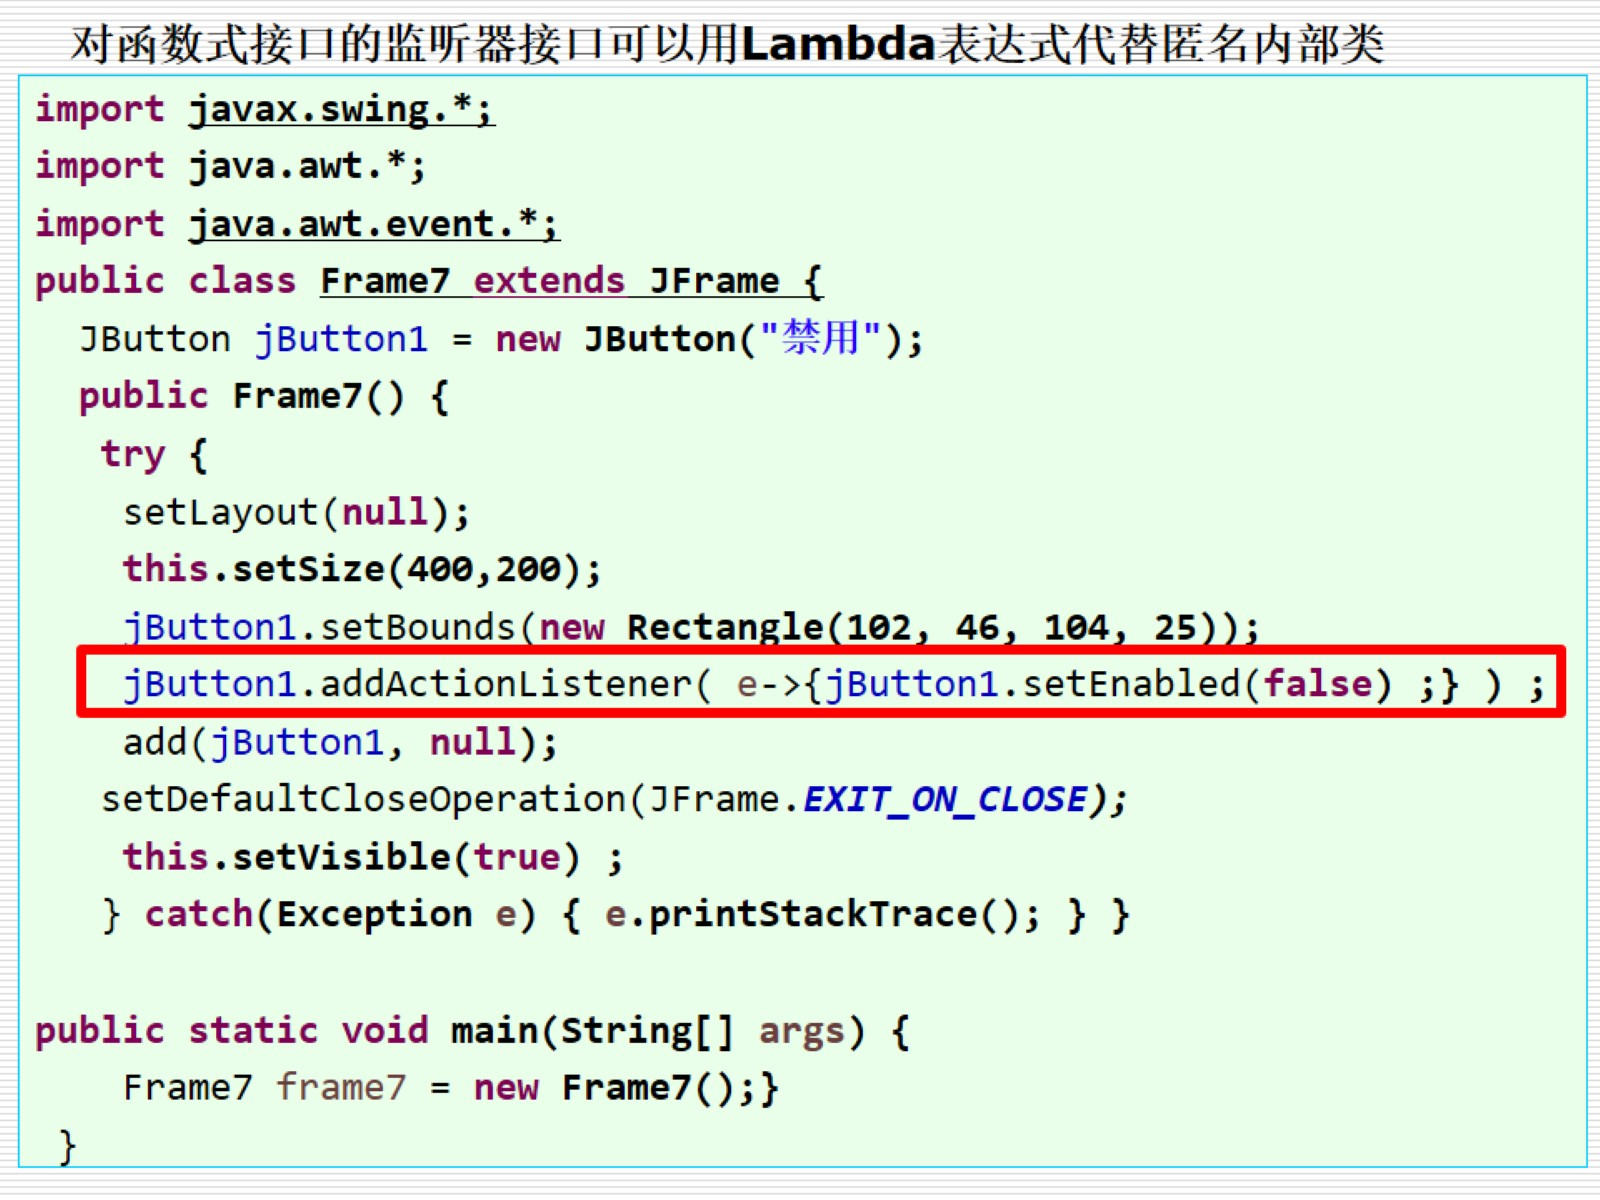 对函数式接口的监听器接口可以用Lambda表达式代替匿名内部类
import javax.swing.*;
import java.awt.*;
import java.awt.event.*;
public class Frame7 extends JFrame {
JButton jButton1 = new JButton("禁用");
public Frame7() {
try {
setLayout(null);
this.setSize(400,200);
jButton1.setBounds(new Rectangle(102, 46, 104, 25));
jButton1.addActionListener( e->{jButton1.setEnabled(false) ;} ) ;
add(jButton1, null);
setDefaultCloseOperation(JFrame.EXIT_ON_CLOSE);
this.setVisible(true) ;
} catch(Exception e) { e.printStackTrace(); } }
public static void main(String[] args) {
Frame7 frame7 = new Frame7();}
}